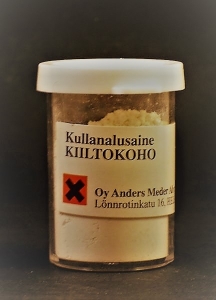 Kullanalusaine
KIILTOKOHO
Oy Anders Meder
Lönnrotinkatu 16,